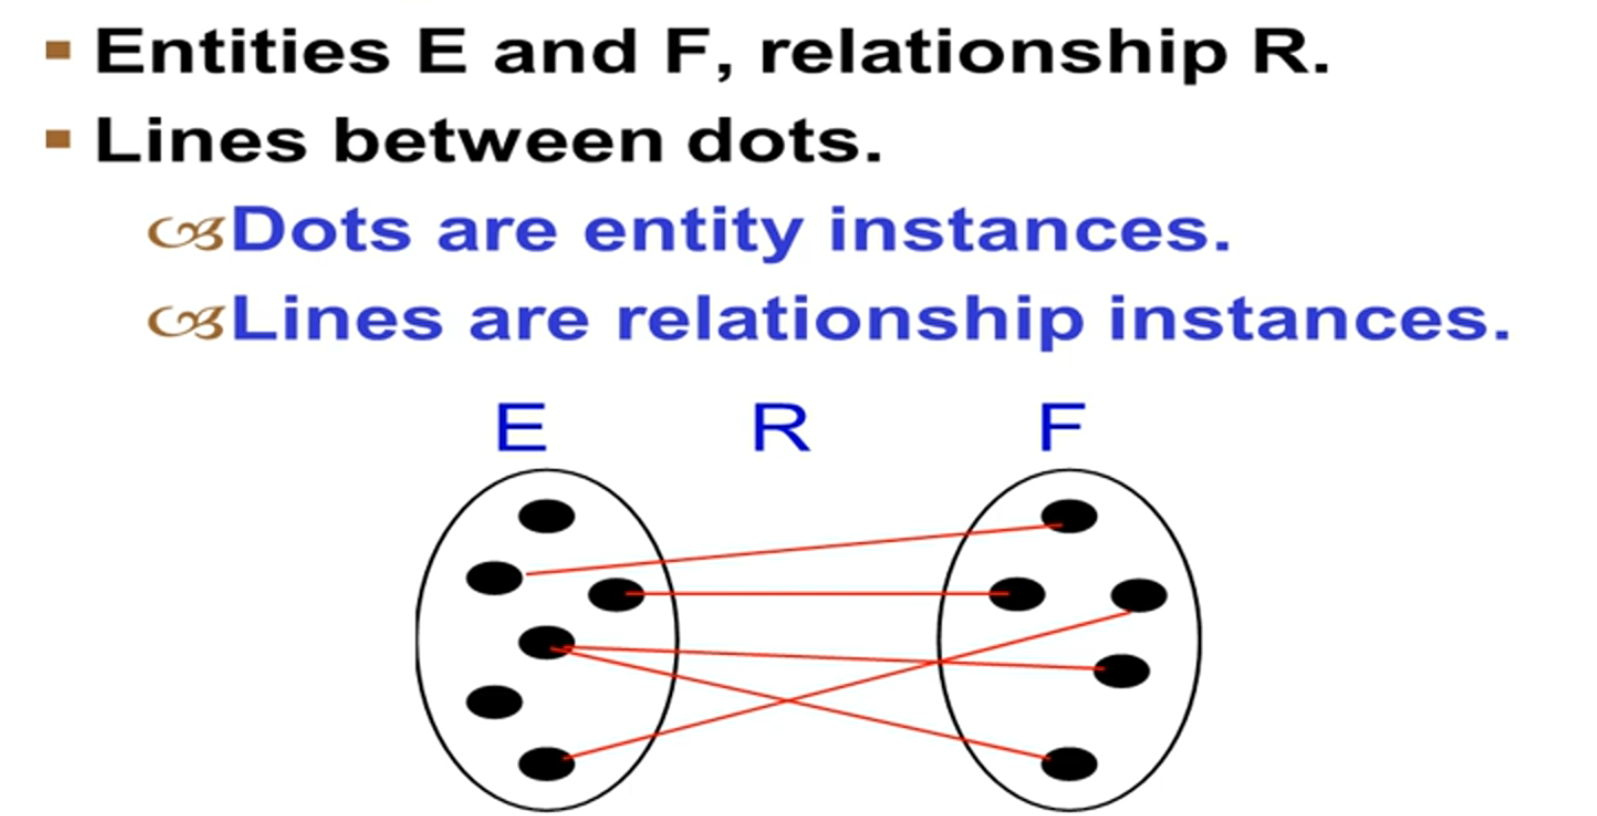 Entities E and F, relationship R.
Lines between dots.
Dots are entity instances.
Lines are relationship instances.
E R F